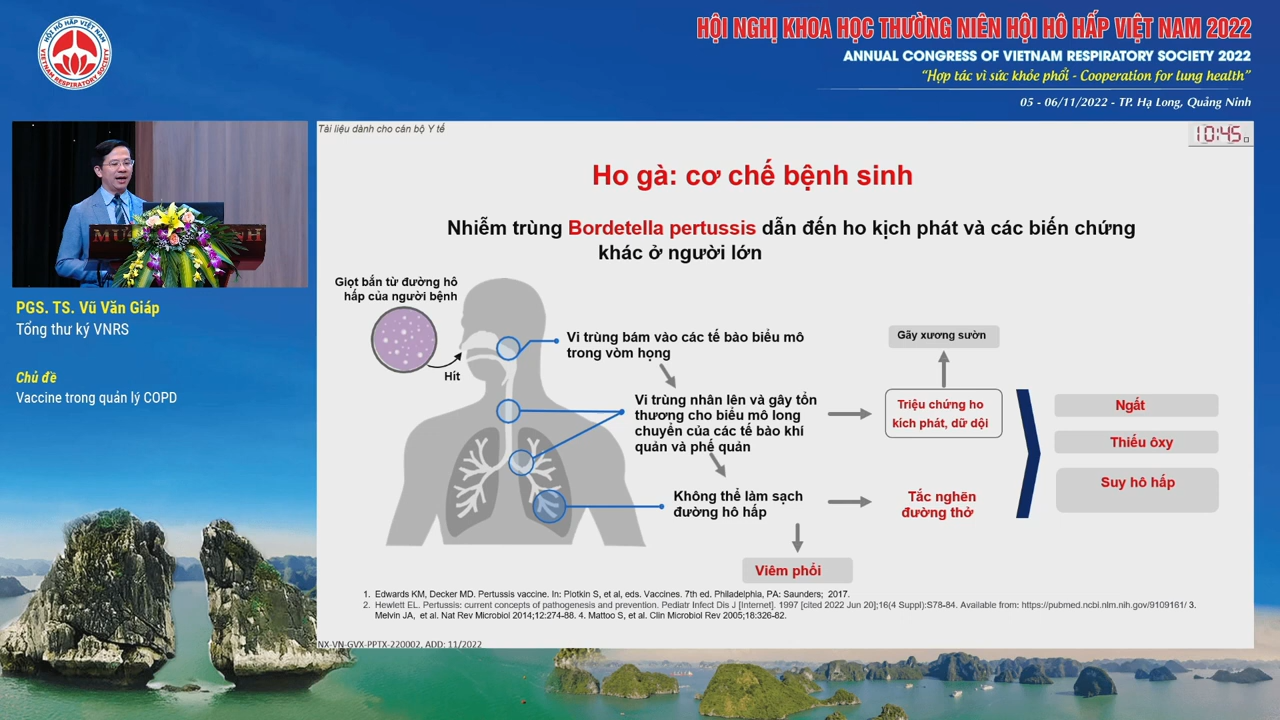 HỘI HÔ HẤP VIỆT NAM
VIETNAM RESPIRATORY SOCIETY
HỘI NGHỊ KHOA HỌC THƯỜNG NIÊN HỘI HÔ HẤP VIỆT NAM 2022
ANNUAL CONGRESS OF VIETNAM RESPIRATORY SOCIETY 2022
“Hợp tác vì sức khỏe phổi - Cooperation for lung health”
05 - 06/11/2022 - TP. Hạ Long, Quảng Ninh
PGS. TS. Vũ Văn Giáp
Tổng thư ký VNRS
Chủ đề
Vaccine trong quản lý COPD
Tài liệu dành cho cán bộ Y tế
10:45
Ho gà: cơ chế bệnh sinh
Nhiễm trùng Bordetella pertussis dẫn đến ho kịch phát và các biến chứng
khác ở người lớn
Giọt bắn từ đường hô
hấp của người bệnh
Hít
Vi trùng bám vào các tế bào biểu mô
trong vòm họng
Vi trùng nhân lên và gây tổn
thương cho biểu mô long
chuyển của các tế bào khí
quản và phế quản
Không thể làm sạch
đường hô hấp
Viêm phổi
Gãy xương sườn
Triệu chứng ho
kịch phát, dữ dội
Tắc nghẽn
đường thở
Ngất
Thiếu ôxy
Suy hô hấp
1. Edwards KM, Decker MD. Pertussis vaccine. In: Plotkin S, et al, eds. Vaccines. 7th ed. Philadelphia, PA: Saunders; 2017.
2. Hewlett EL. Pertussis: current concepts of pathogenesis and prevention. Pediatr Infect Dis J [Internet]. 1997 [cited 2022 Jun 20];16(4 Suppl):S78-84. Available from: https://pubmed.ncbi.nlm.nih.gov/9109161/ 3.
Melvin JA, et al. Nat Rev Microbiol 2014;12:274-88. 4. Mattoo S, et al. Clin Microbiol Rev 2005;18:326-82.
NX-VN-GVX-PPTX-220002, ADD: 11/2022